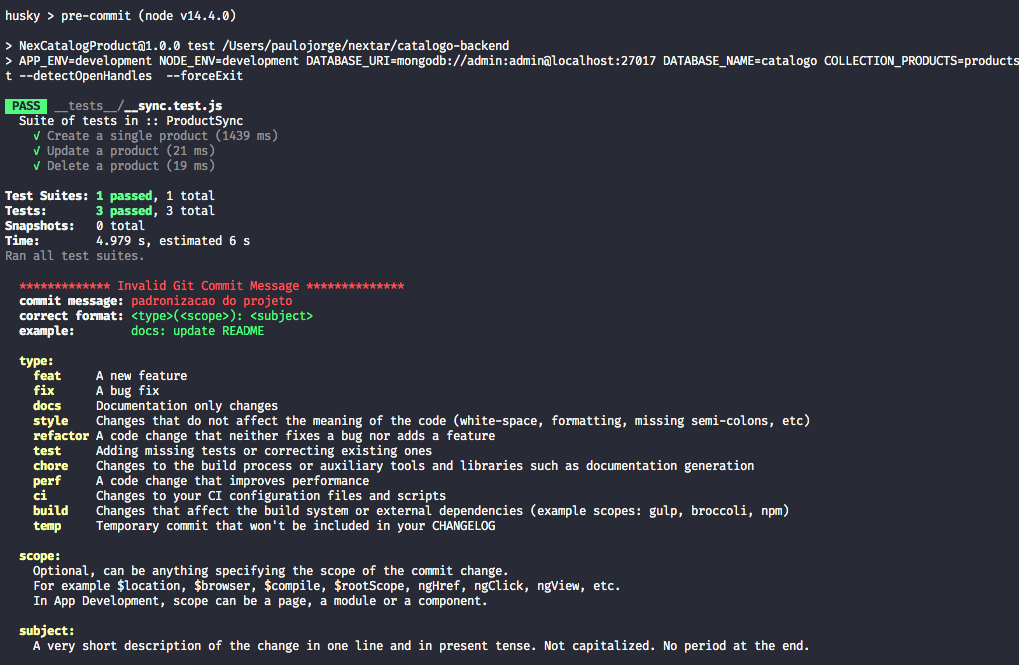 husky > pre-commit (node v14.4.0)
> NexCatalogProduct@1.0.0 test /Users/paulojorge/nextar/catalogo-backend
> APP_ENV=development NODE_ENV=development DATABASE_URI=mongodb://admin:admin@localhost:27017 DATABASE_NAME=catalogo COLLECTION_PRODUCTS=products
t --detectOpenHandles  --forceExit
PASS __tests__/__sync.test.js
Suite of tests in :: ProductSync
√ Create a single product (1439 ms)
√ Update a product (21 ms)
√ Delete a product (19 ms)
Test Suites: 1 passed, 1 total
Tests:       3 passed, 3 total
Snapshots:   0 total
Time:        4.979 s, estimated 6 s
Ran all test suites.
************* Invalid Git Commit Message **************
commit message: padronizacao do projeto
correct format: <type>(<scope>): <subject>
example:        docs: update README
type:
feat     A new feature
fix      A bug fix
docs     Documentation only changes
style    Changes that do not affect the meaning of the code (white-space, formatting, missing semi-colons, etc)
refactor A code change that neither fixes a bug nor adds a feature
test     Adding missing tests or correcting existing ones
chore    Changes to the build process or auxiliary tools and libraries such as documentation generation
perf     A code change that improves performance
ci       Changes to your CI configuration files and scripts
build    Changes that affect the build system or external dependencies (example scopes: gulp, broccoli, npm)
temp     Temporary commit that won't be included in your CHANGELOG
scope:
Optional, can be anything specifying the scope of the commit change.
For example $location, $browser, $compile, $rootScope, ngHref, ngClick, ngView, etc.
In App Development, scope can be a page, a module or a component.
subject:
A very short description of the change in one line and in present tense. Not capitalized. No period at the end.